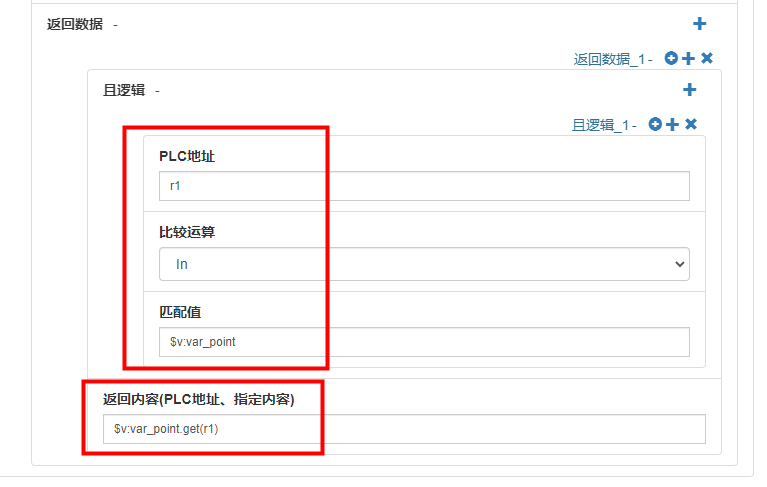 返回数据 -
返回数据_1 -
且逻辑 -
且逻辑_1 -
PLC地址
r1
比较运算
In
匹配值
$v:var_point
返回内容(PLC地址、指定内容)
$v:var_point.get(r1)